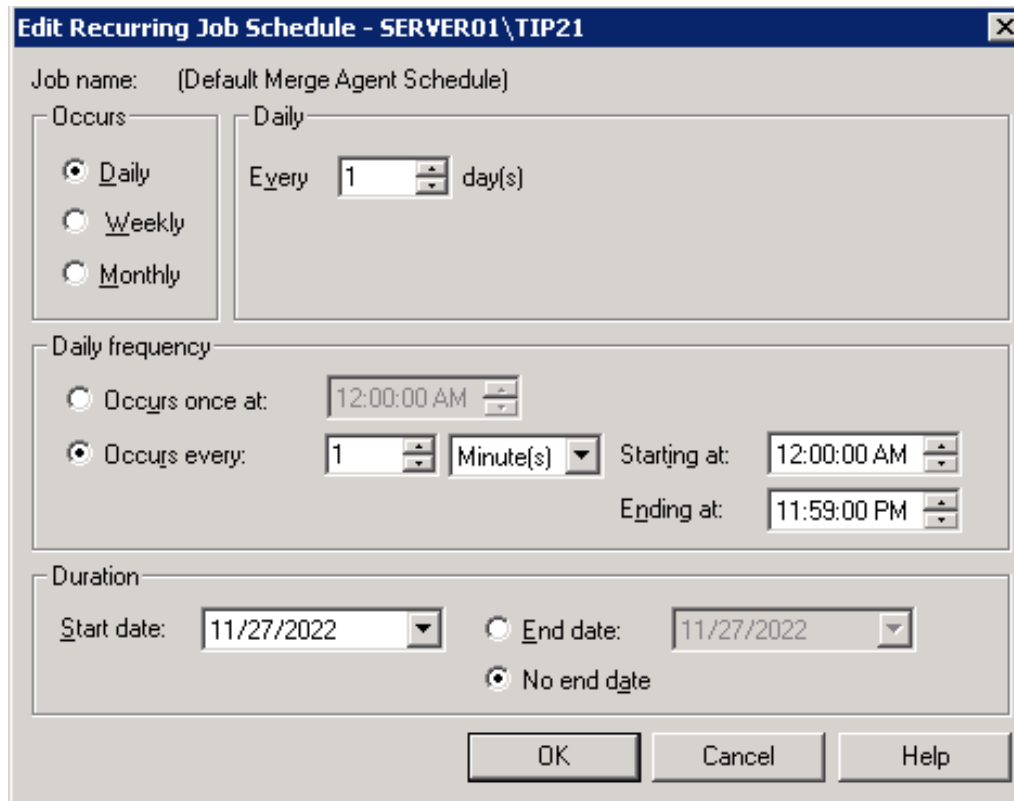 Edit Recurring Job Schedule - SERVER01\TIP21
Job name: (Default Merge Agent Schedule)
Occurs
Daily
Weekly
Monthly
Daily
Every 1 day(s)
Daily frequency
Occurs once at: 12:00:00 AM
Occurs every: 1 Minute(s) Starting at: 12:00:00 AM
Ending at: 11:59:00 PM
Duration
Start date: 11/27/2022 End date: 11/27/2022
No end date
OK Cancel Help